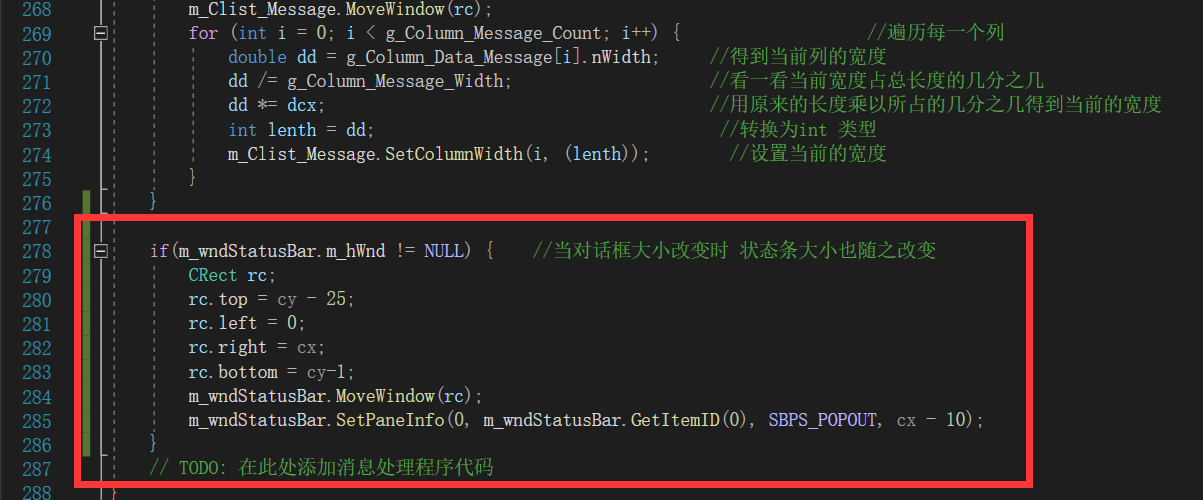 268 m_Clist_Message.MoveWindow(rc);
269 for (int i = 0; i < g_Column_Message_Count; i++) { //遍历每一个列
270 double dd = g_Column_Data_Message[i].nWidth; //得到当前列的宽度
271 dd /= g_Column_Message_Width; //看一看当前宽度占总长度的几分之几
272 dd *= dcx; //用原来的长度乘以所占的几分之几得到当前的宽度
273 int lenth = dd; //转换为int 类型
274 m_Clist_Message.SetColumnWidth(i, (lenth)); //设置当前的宽度
275 }
276 }
277
278 if(m_wndStatusBar.m_hWnd != NULL) { //当对话框大小改变时 状态条大小也随之改变
279 CRect rc;
280 rc.top = cy - 25;
281 rc.left = 0;
282 rc.right = cx;
283 rc.bottom = cy-1;
284 m_wndStatusBar.MoveWindow(rc);
285 m_wndStatusBar.SetPaneInfo(0, m_wndStatusBar.GetItemID(0), SBPS_POPOUT, cx - 10);
286 }
287 // TODO: 在此处添加消息处理程序代码
288 }